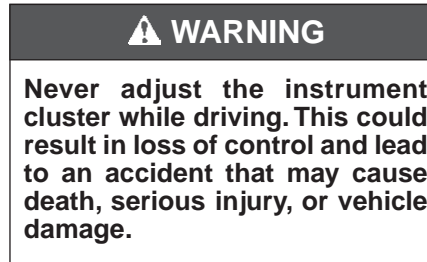 WARNING
Never adjust the instrument
cluster while driving. This could
result in loss of control and lead
to an accident that may cause
death, serious injury, or vehicle
damage.